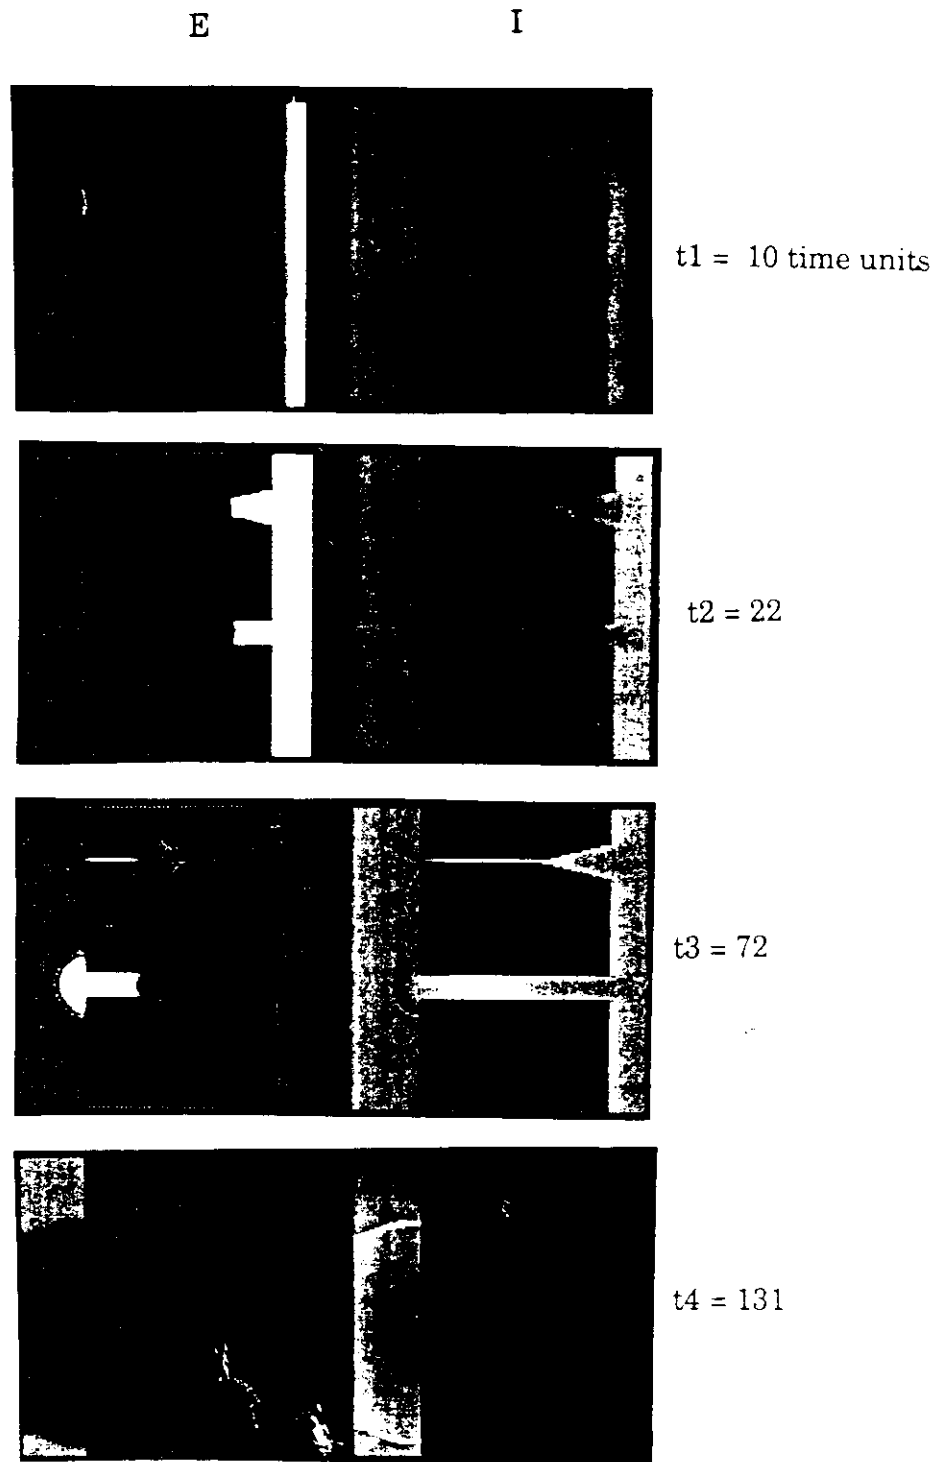 E I
t1 = 10 time units
t2 = 22
t3 = 72
t4 = 131